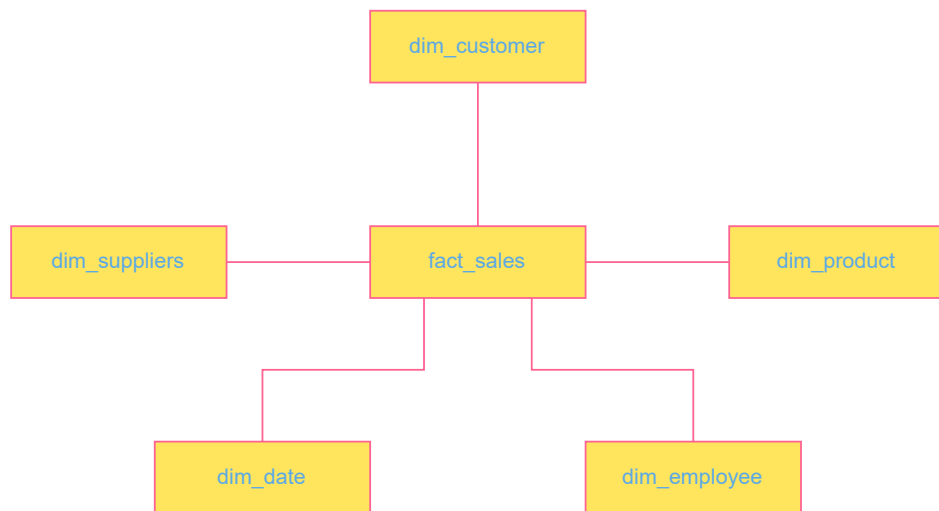 dim_customer
dim_suppliers
fact_sales
dim_product
dim_date
dim_employee